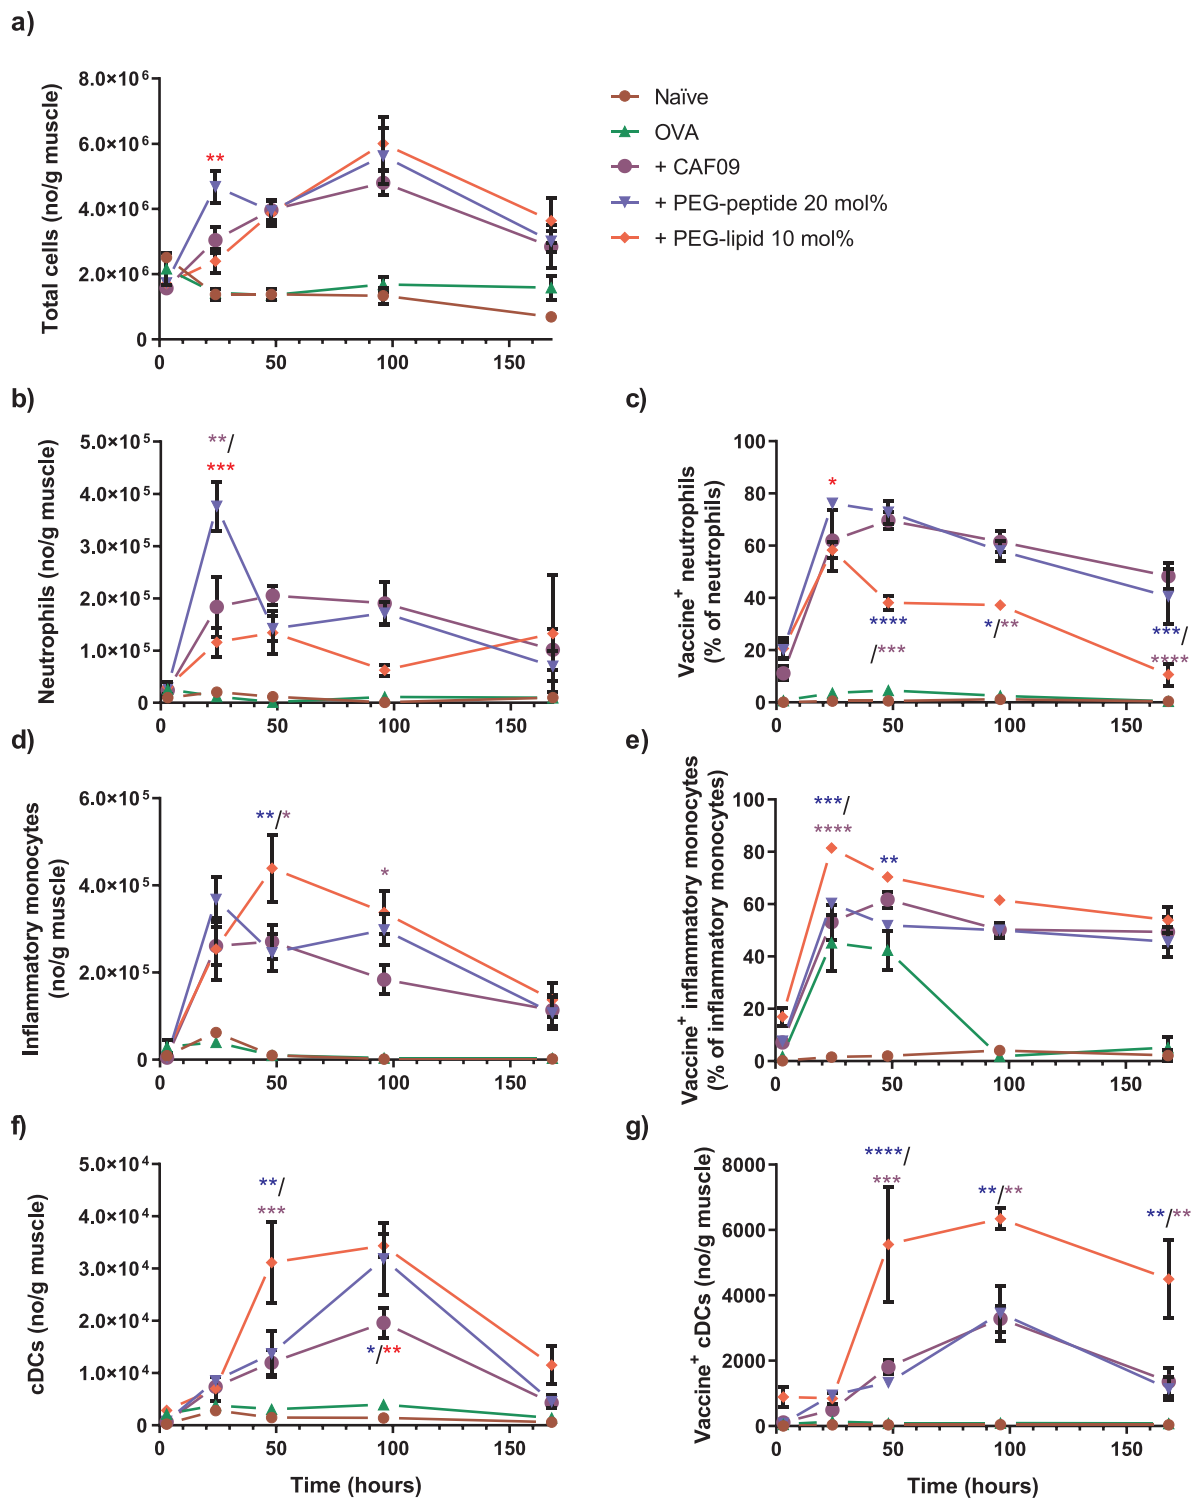 a)
Total cells (no/g muscle)
8.0×10⁶
6.0×10⁶
4.0×10⁶
2.0×10⁶
0
0 50 100 150
**
Naïve
OVA
+ CAF09
+ PEG-peptide 20 mol%
+ PEG-lipid 10 mol%
b)
Neutrophils (no/g muscle)
5.0×10⁵
4.0×10⁵
3.0×10⁵
2.0×10⁵
1.0×10⁵
0
0 50 100 150
**/
***
c)
Vaccine⁺ neutrophils
(% of neutrophils)
100
80
60
40
20
0
0 50 100 150
*
****
/***
*/**
***/
****
d)
Inflammatory monocytes
(no/g muscle)
6.0×10⁵
4.0×10⁵
2.0×10⁵
0
0 50 100 150
**/*
*
e)
Vaccine⁺ inflammatory monocytes
(% of inflammatory monocytes)
100
80
60
40
20
0
0 50 100 150
***/
****
**
f)
cDCs (no/g muscle)
5.0×10⁴
4.0×10⁴
3.0×10⁴
2.0×10⁴
1.0×10⁴
0
0 50 100 150
**/
***
*/**
Time (hours)
g)
Vaccine⁺ cDCs (no/g muscle)
8000
6000
4000
2000
0
0 50 100 150
****/
***
**/**
**/**
Time (hours)